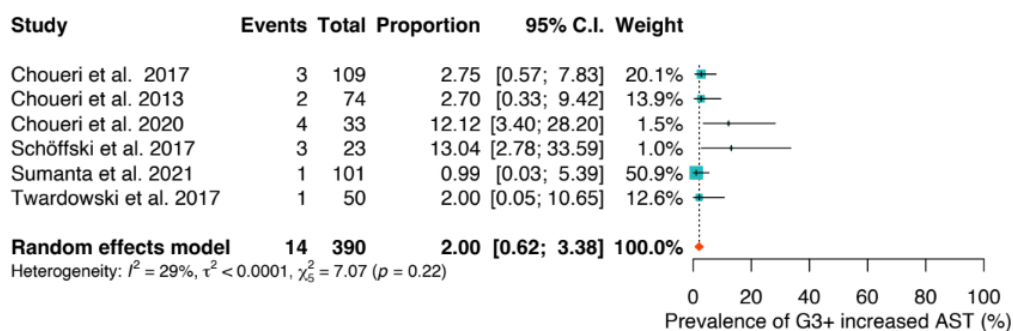 Study Events Total Proportion 95% C.I. Weight
Choueri et al. 2017 3 109 2.75 [0.57; 7.83] 20.1%
Choueri et al. 2013 2 74 2.70 [0.33; 9.42] 13.9%
Choueri et al. 2020 4 33 12.12 [3.40; 28.20] 1.5%
Schöffski et al. 2017 3 23 13.04 [2.78; 33.59] 1.0%
Sumanta et al. 2021 1 101 0.99 [0.03; 5.39] 50.9%
Twardowski et al. 2017 1 50 2.00 [0.05; 10.65] 12.6%
Random effects model 14 390 2.00 [0.62; 3.38] 100.0%
Heterogeneity: I² = 29%, τ² < 0.0001, χ²₅ = 7.07 (p = 0.22)
0 20 40 60 80 100
Prevalence of G3+ increased AST (%)